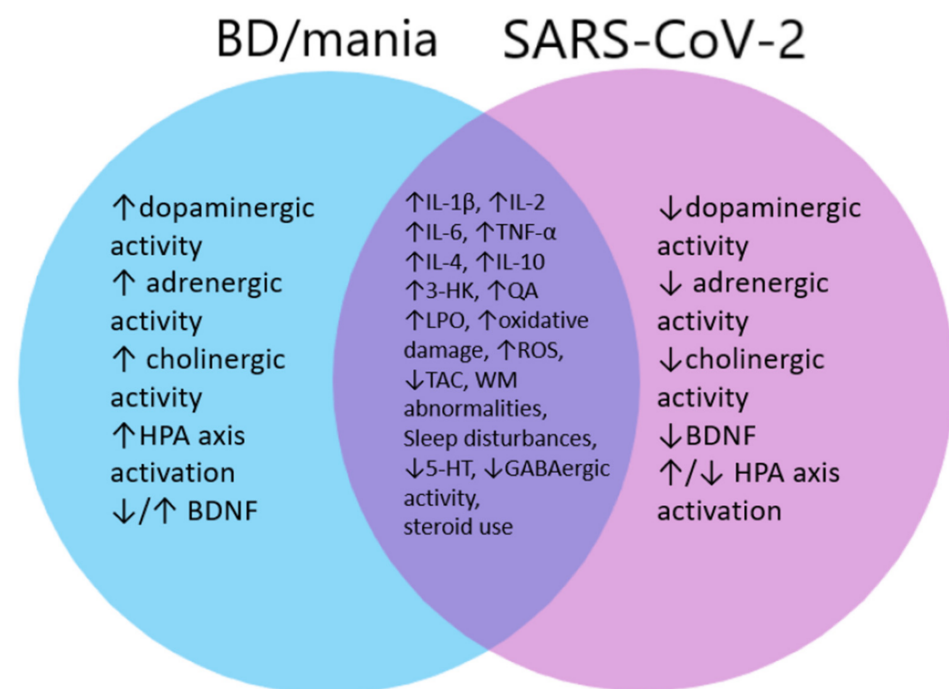 BD/mania
SARS-CoV-2
↑dopaminergic
activity
↑ adrenergic
activity
↑ cholinergic
activity
↑HPA axis
activation
↓/↑ BDNF
↑IL-1β, ↑IL-2
↑IL-6, ↑TNF-α
↑IL-4, ↑IL-10
↑3-HK, ↑QA
↑LPO, ↑oxidative
damage, ↑ROS,
↓TAC, WM
abnormalities,
Sleep disturbances,
↓5-HT, ↓GABAergic
activity,
steroid use
↓dopaminergic
activity
↓ adrenergic
activity
↓cholinergic
activity
↓BDNF
↑/↓ HPA axis
activation